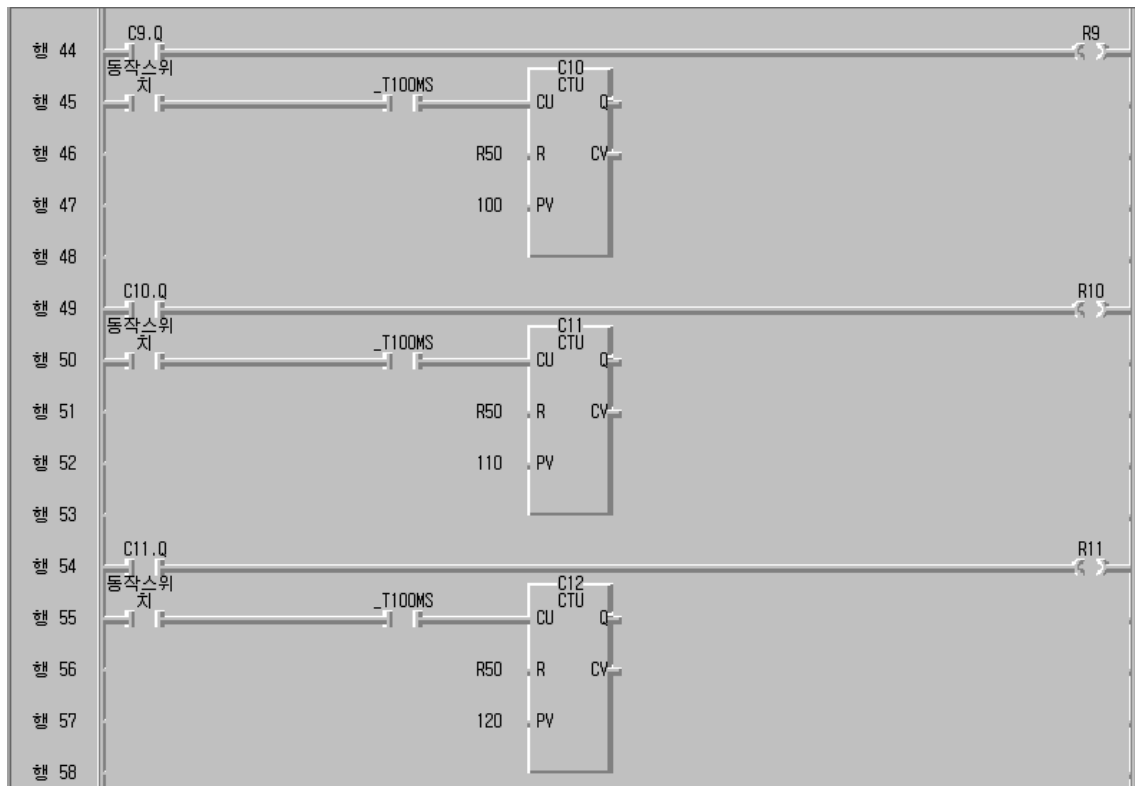 C9.Q R9
행 44
동작스위
치 _T100MS C10
CTU
행 45 CU Q
행 46 R50 R CV
행 47 100 PV
행 48
C10.Q R10
행 49
동작스위
치 _T100MS C11
CTU
행 50 CU Q
행 51 R50 R CV
행 52 110 PV
행 53
C11.Q R11
행 54
동작스위
치 _T100MS C12
CTU
행 55 CU Q
행 56 R50 R CV
행 57 120 PV
행 58